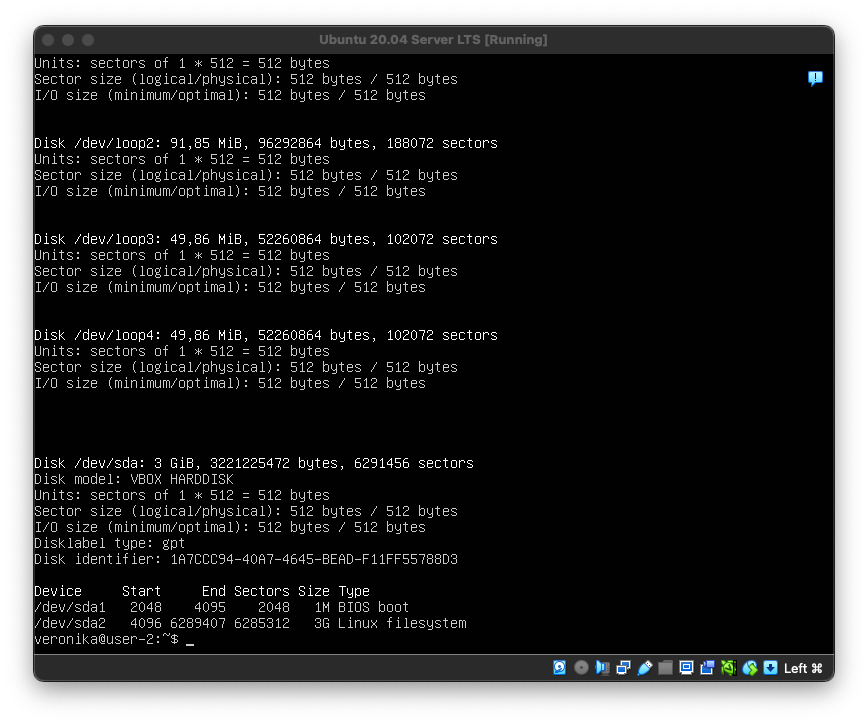 Ubuntu 20.04 Server LTS [Running]
Units: sectors of 1 * 512 = 512 bytes
Sector size (logical/physical): 512 bytes / 512 bytes
I/O size (minimum/optimal): 512 bytes / 512 bytes
Disk /dev/loop2: 91,85 MiB, 96292864 bytes, 188072 sectors
Units: sectors of 1 * 512 = 512 bytes
Sector size (logical/physical): 512 bytes / 512 bytes
I/O size (minimum/optimal): 512 bytes / 512 bytes
Disk /dev/loop3: 49,86 MiB, 52260864 bytes, 102072 sectors
Units: sectors of 1 * 512 = 512 bytes
Sector size (logical/physical): 512 bytes / 512 bytes
I/O size (minimum/optimal): 512 bytes / 512 bytes
Disk /dev/loop4: 49,86 MiB, 52260864 bytes, 102072 sectors
Units: sectors of 1 * 512 = 512 bytes
Sector size (logical/physical): 512 bytes / 512 bytes
I/O size (minimum/optimal): 512 bytes / 512 bytes
Disk /dev/sda: 3 GiB, 3221225472 bytes, 6291456 sectors
Disk model: VBOX HARDDISK
Units: sectors of 1 * 512 = 512 bytes
Sector size (logical/physical): 512 bytes / 512 bytes
I/O size (minimum/optimal): 512 bytes / 512 bytes
Disklabel type: gpt
Disk identifier: 1A7CCC94-40A7-4645-BEAD-F11FF55788D3
Device     Start     End Sectors Size Type
/dev/sda1   2048    4095    2048   1M BIOS boot
/dev/sda2   4096 6289407 6285312   3G Linux filesystem
veronika@user-2:~$ _
Left ⌘